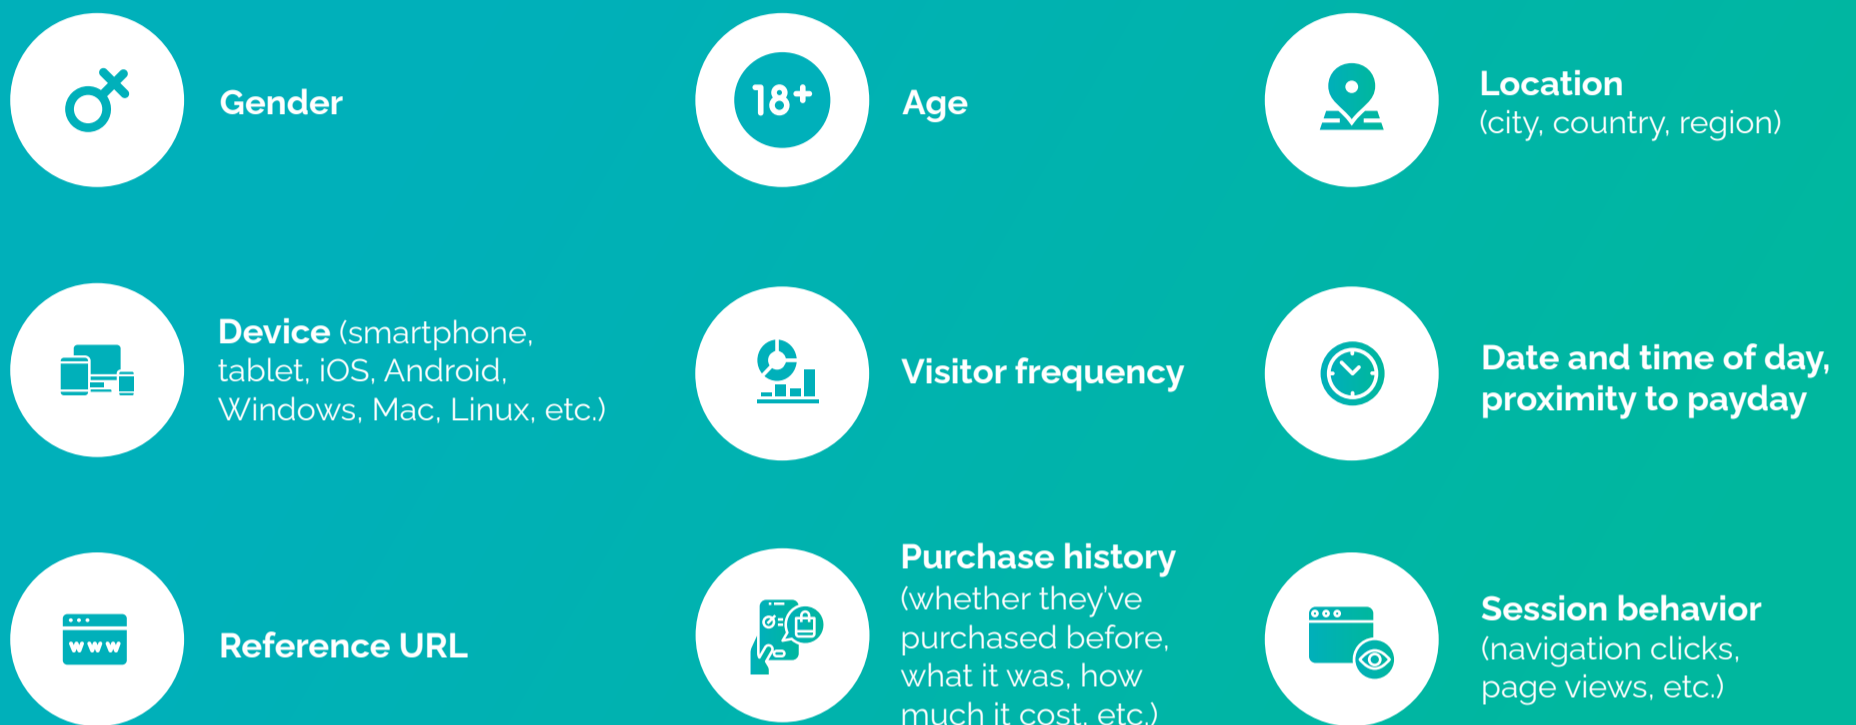 Gender
18+
Age
Location
(city, country, region)
Device (smartphone,
tablet, iOS, Android,
Windows, Mac, Linux, etc.)
Visitor frequency
Date and time of day,
proximity to payday
www
Reference URL
Purchase history
(whether they've
purchased before,
what it was, how
much it cost, etc.)
Session behavior
(navigation clicks,
page views, etc.)